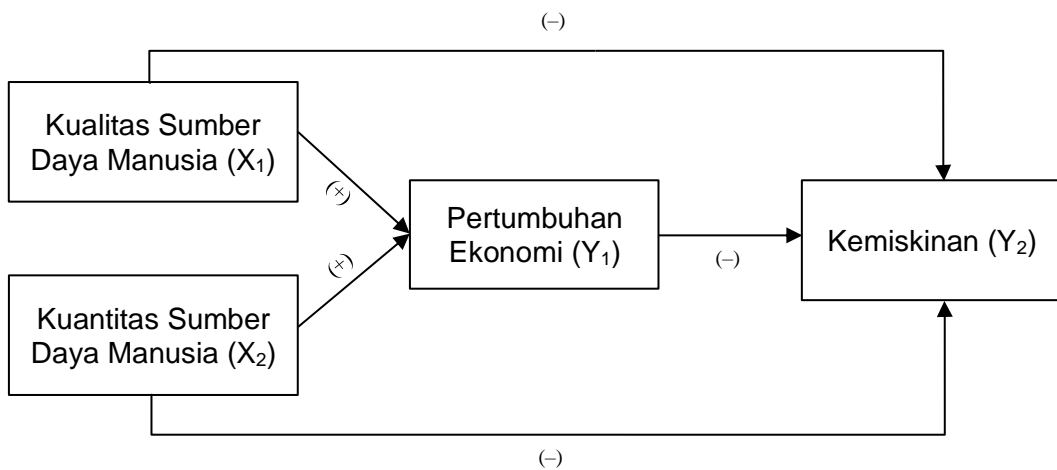 (–)
Kualitas Sumber
Daya Manusia (X₁)
(+)
Pertumbuhan
Ekonomi (Y₁)
(–)
Kemiskinan (Y₂)
(+)
Kuantitas Sumber
Daya Manusia (X₂)
(–)